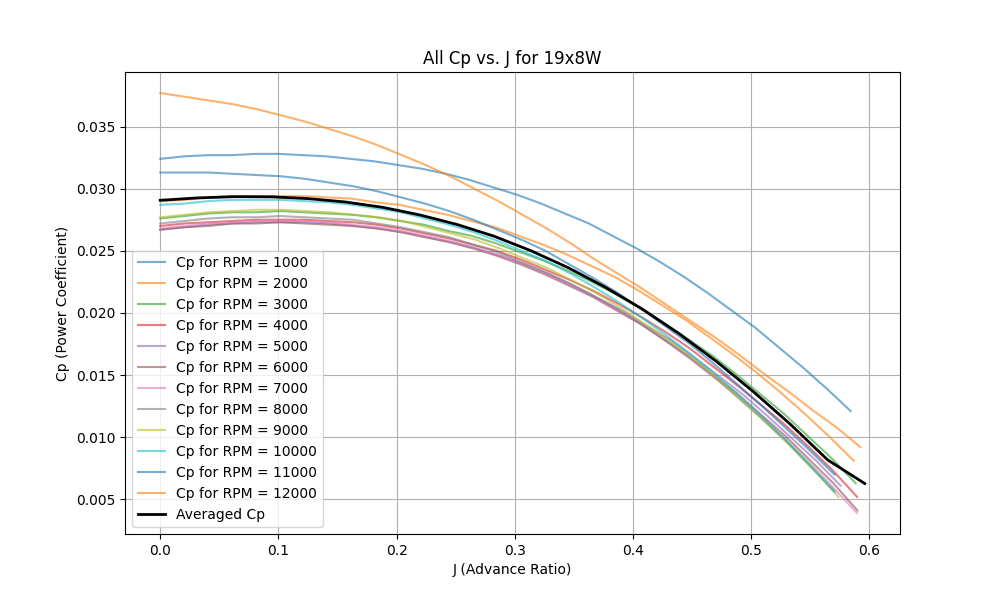 All Cp vs. J for 19x8W
Cp (Power Coefficient)
0.035
0.030
0.025
0.020
0.015
0.010
0.005
Cp for RPM = 1000
Cp for RPM = 2000
Cp for RPM = 3000
Cp for RPM = 4000
Cp for RPM = 5000
Cp for RPM = 6000
Cp for RPM = 7000
Cp for RPM = 8000
Cp for RPM = 9000
Cp for RPM = 10000
Cp for RPM = 11000
Cp for RPM = 12000
Averaged Cp
0.0 0.1 0.2 0.3 0.4 0.5 0.6
J (Advance Ratio)